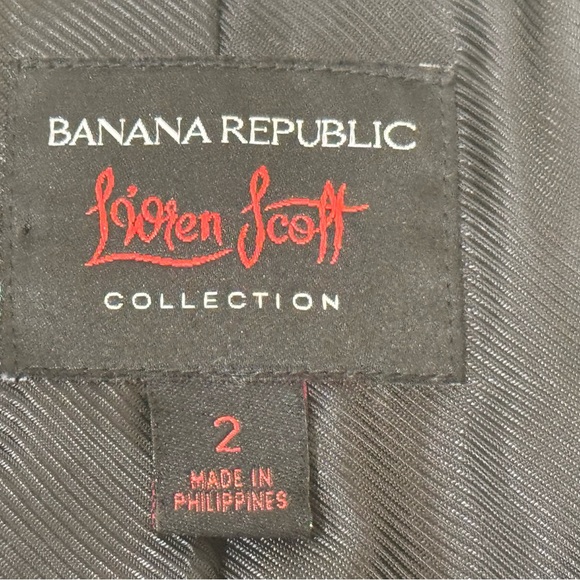 BANANA REPUBLIC
L'Wren Scott
COLLECTION
2
MADE IN
PHILIPPINES